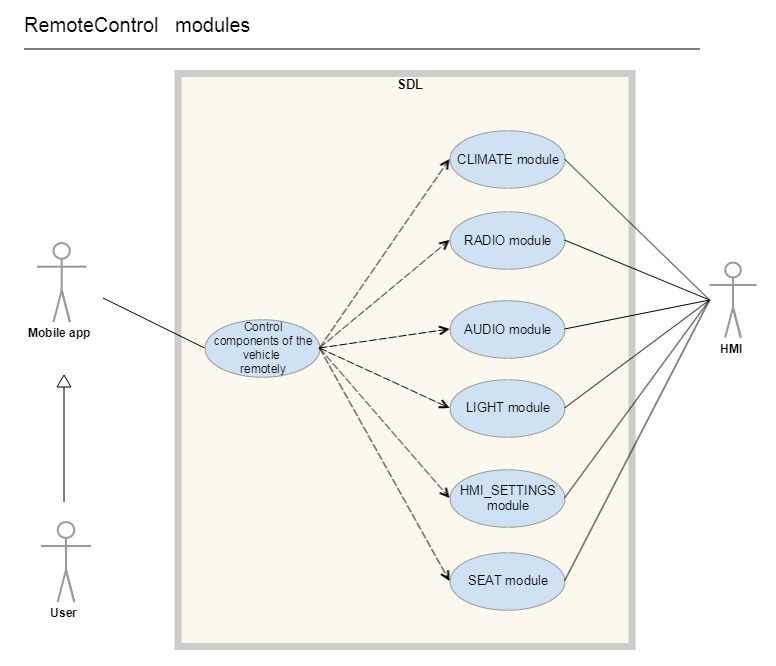 RemoteControl modules
SDL
CLIMATE module
RADIO module
AUDIO module
LIGHT module
HMI_SETTINGS
module
SEAT module
Control
components of the
vehicle
remotely
Mobile app
User
HMI